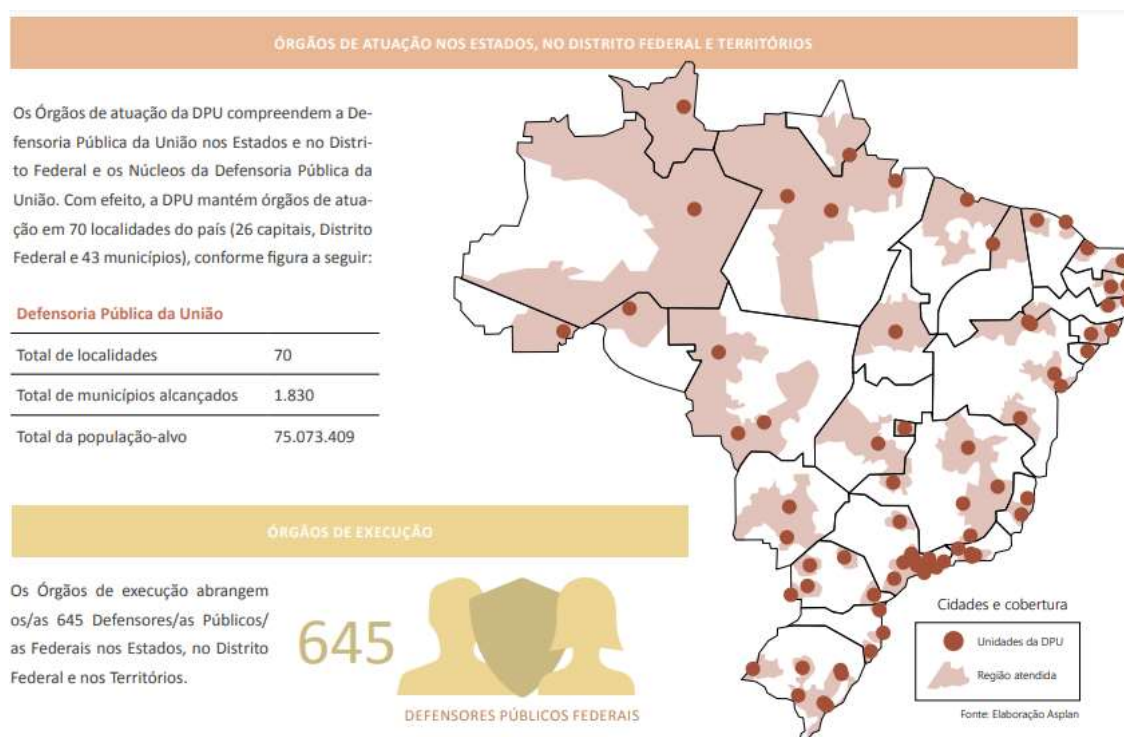 ÓRGÃOS DE ATUAÇÃO NOS ESTADOS, NO DISTRITO FEDERAL E TERRITÓRIOS
Os Órgãos de atuação da DPU compreendem a De-
fensoria Pública da União nos Estados e no Distri-
to Federal e os Núcleos da Defensoria Pública da
União. Com efeito, a DPU mantém órgãos de atua-
ção em 70 localidades do país (26 capitais, Distrito
Federal e 43 municípios), conforme figura a seguir:
Defensoria Pública da União
Total de localidades 70
Total de municípios alcançados 1.830
Total da população-alvo 75.073.409
ÓRGÃOS DE EXECUÇÃO
Os Órgãos de execução abrangem
os/as 645 Defensores/as Públicos/
as Federais nos Estados, no Distrito
Federal e nos Territórios.
645
DEFENSORES PÚBLICOS FEDERAIS
Cidades e cobertura
Unidades da DPU
Região atendida
Fonte: Elaboração Asplan